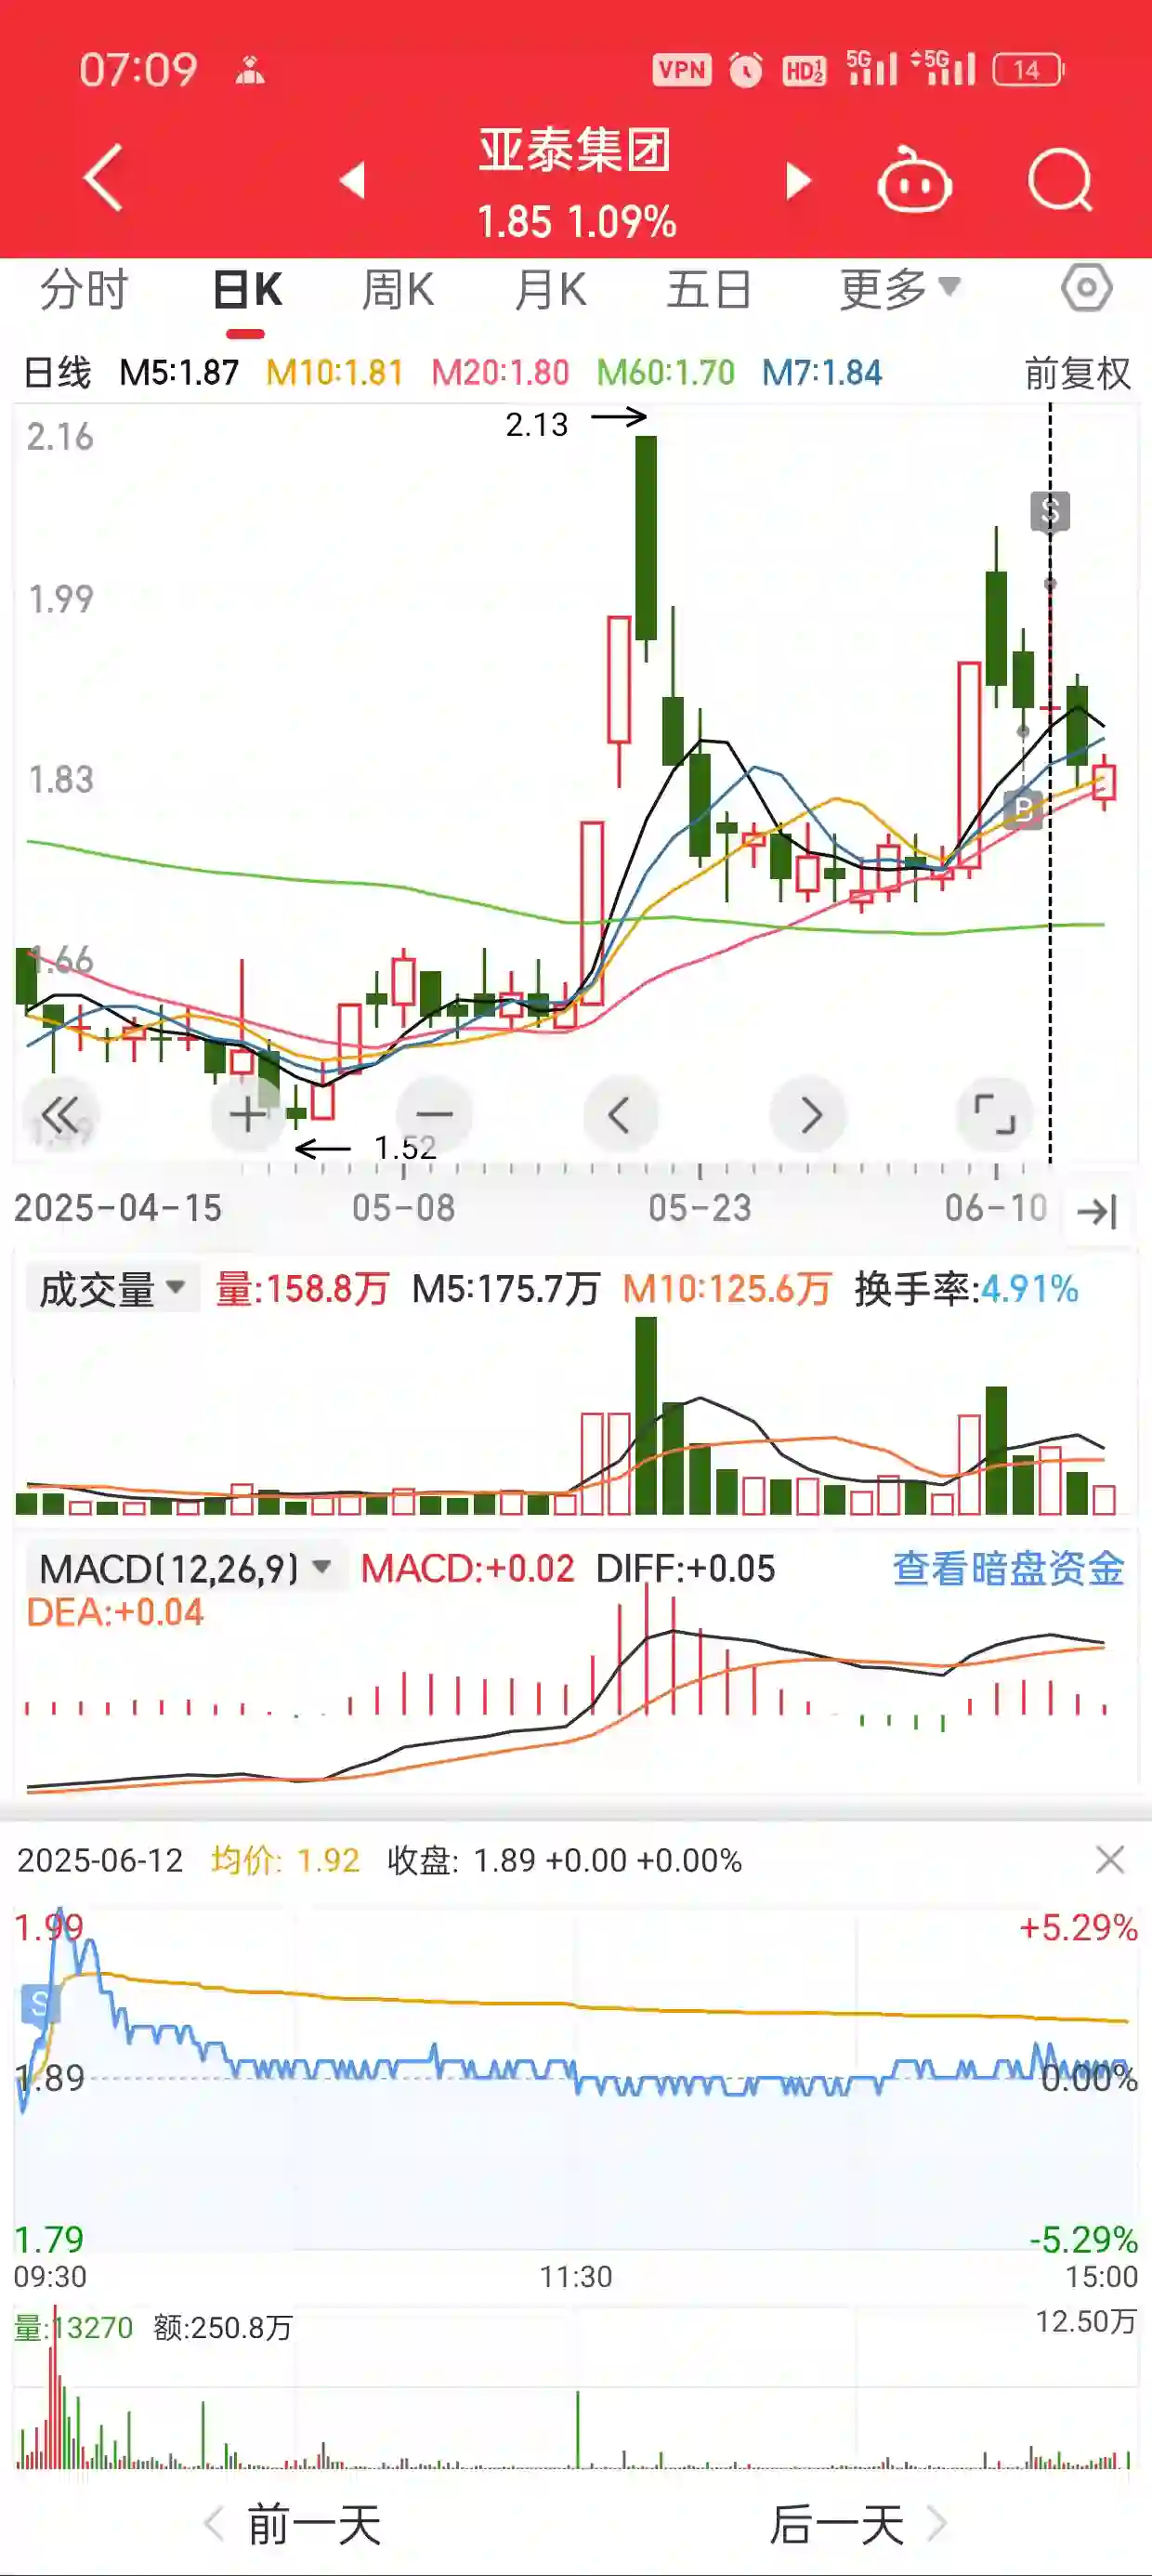 07:09 VPN HD1 2 5G 5G 14
亚泰集团
1.85 1.09%
分时 日K 周K 月K 五日 更多
日线 M5:1.87 M10:1.81 M20:1.80 M60:1.70 M7:1.84 前复权
2.13
2.16
S
1.99
1.83
B
1.66
1.49
1.52
2025-04-15 05-08 05-23 06-10
成交量 量:158.8万 M5:175.7万 M10:125.6万 换手率:4.91%
MACD(12,26,9) MACD:+0.02 DIFF:+0.05 查看暗盘资金
DEA:+0.04
2025-06-12 均价: 1.92 收盘: 1.89 +0.00 +0.00%
1.99 +5.29%
S
1.89 0.00%
1.79 -5.29%
09:30 11:30 15:00
量:13270 额:250.8万 12.50万
前一天 后一天